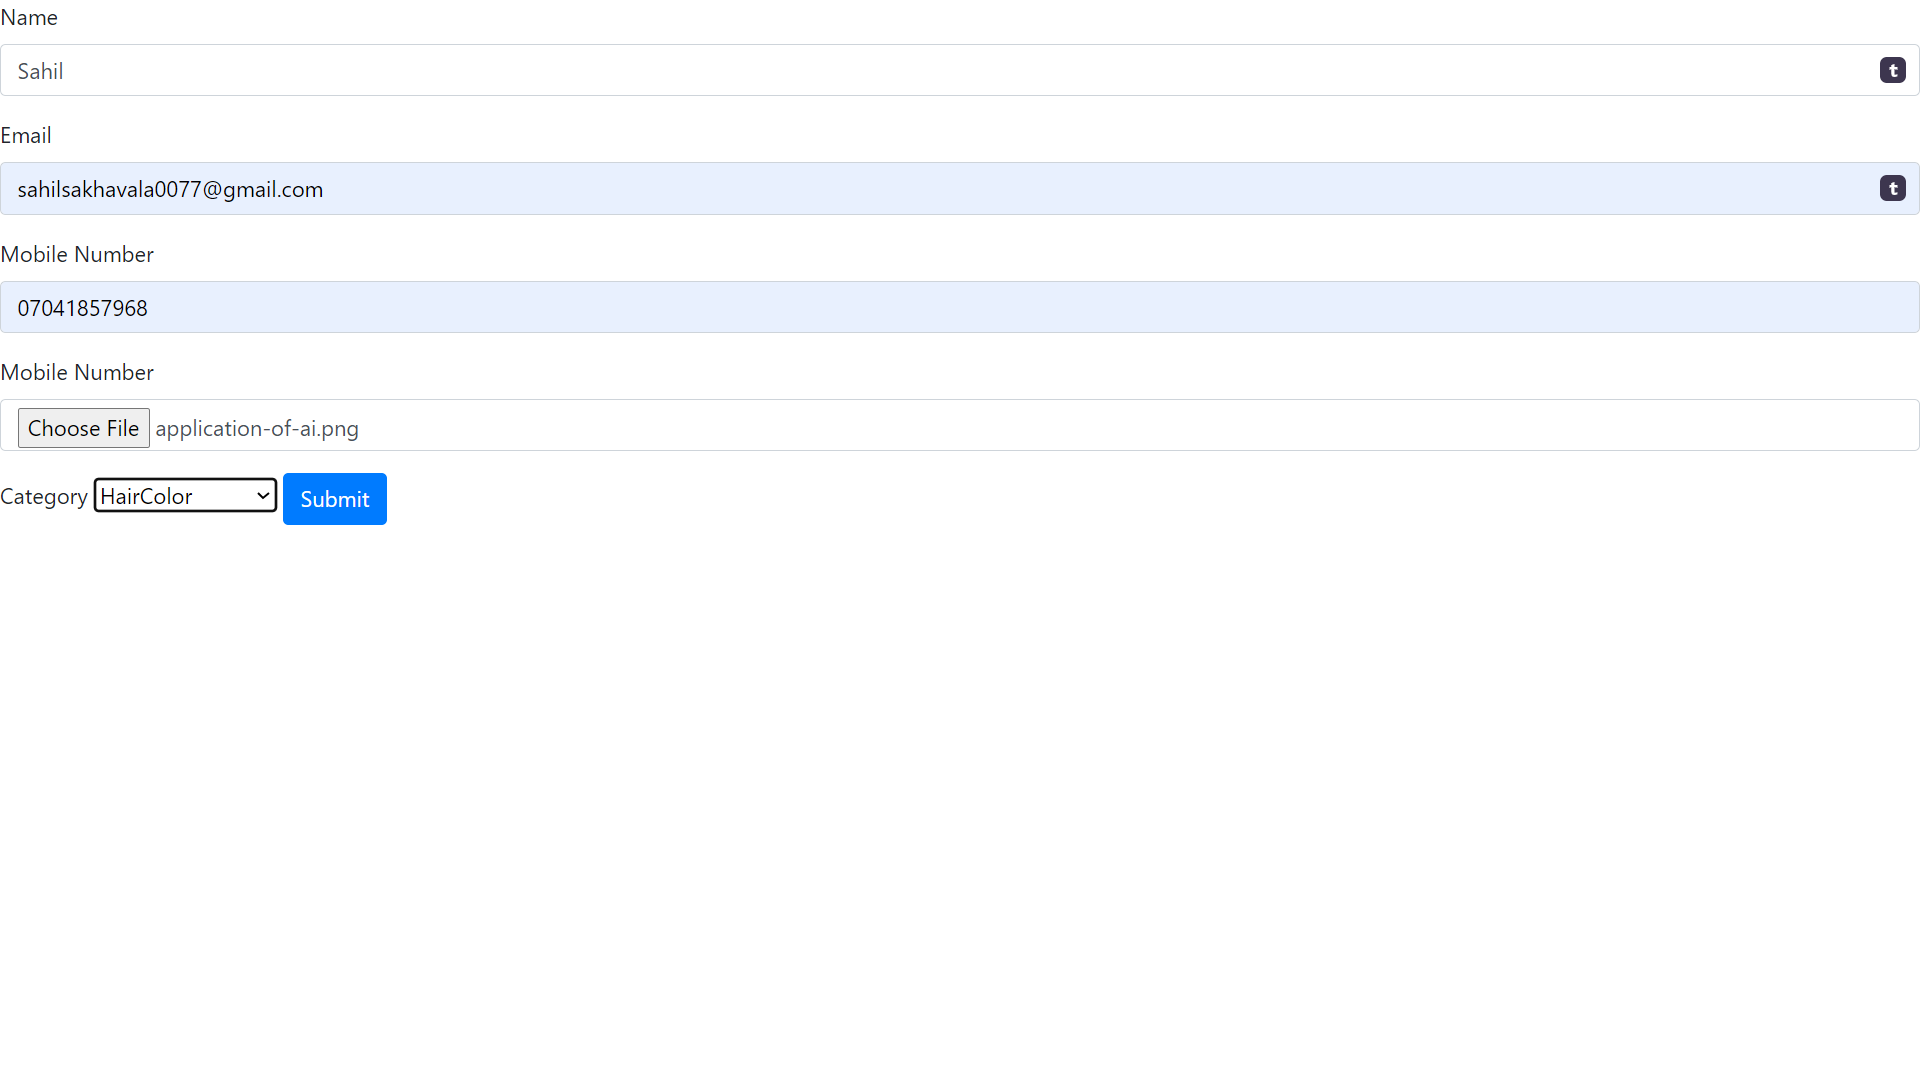 Name
Sahil
t
Email
sahilsakhavala0077@gmail.com
t
Mobile Number
07041857968
Mobile Number
Choose File application-of-ai.png
Category HairColor Submit